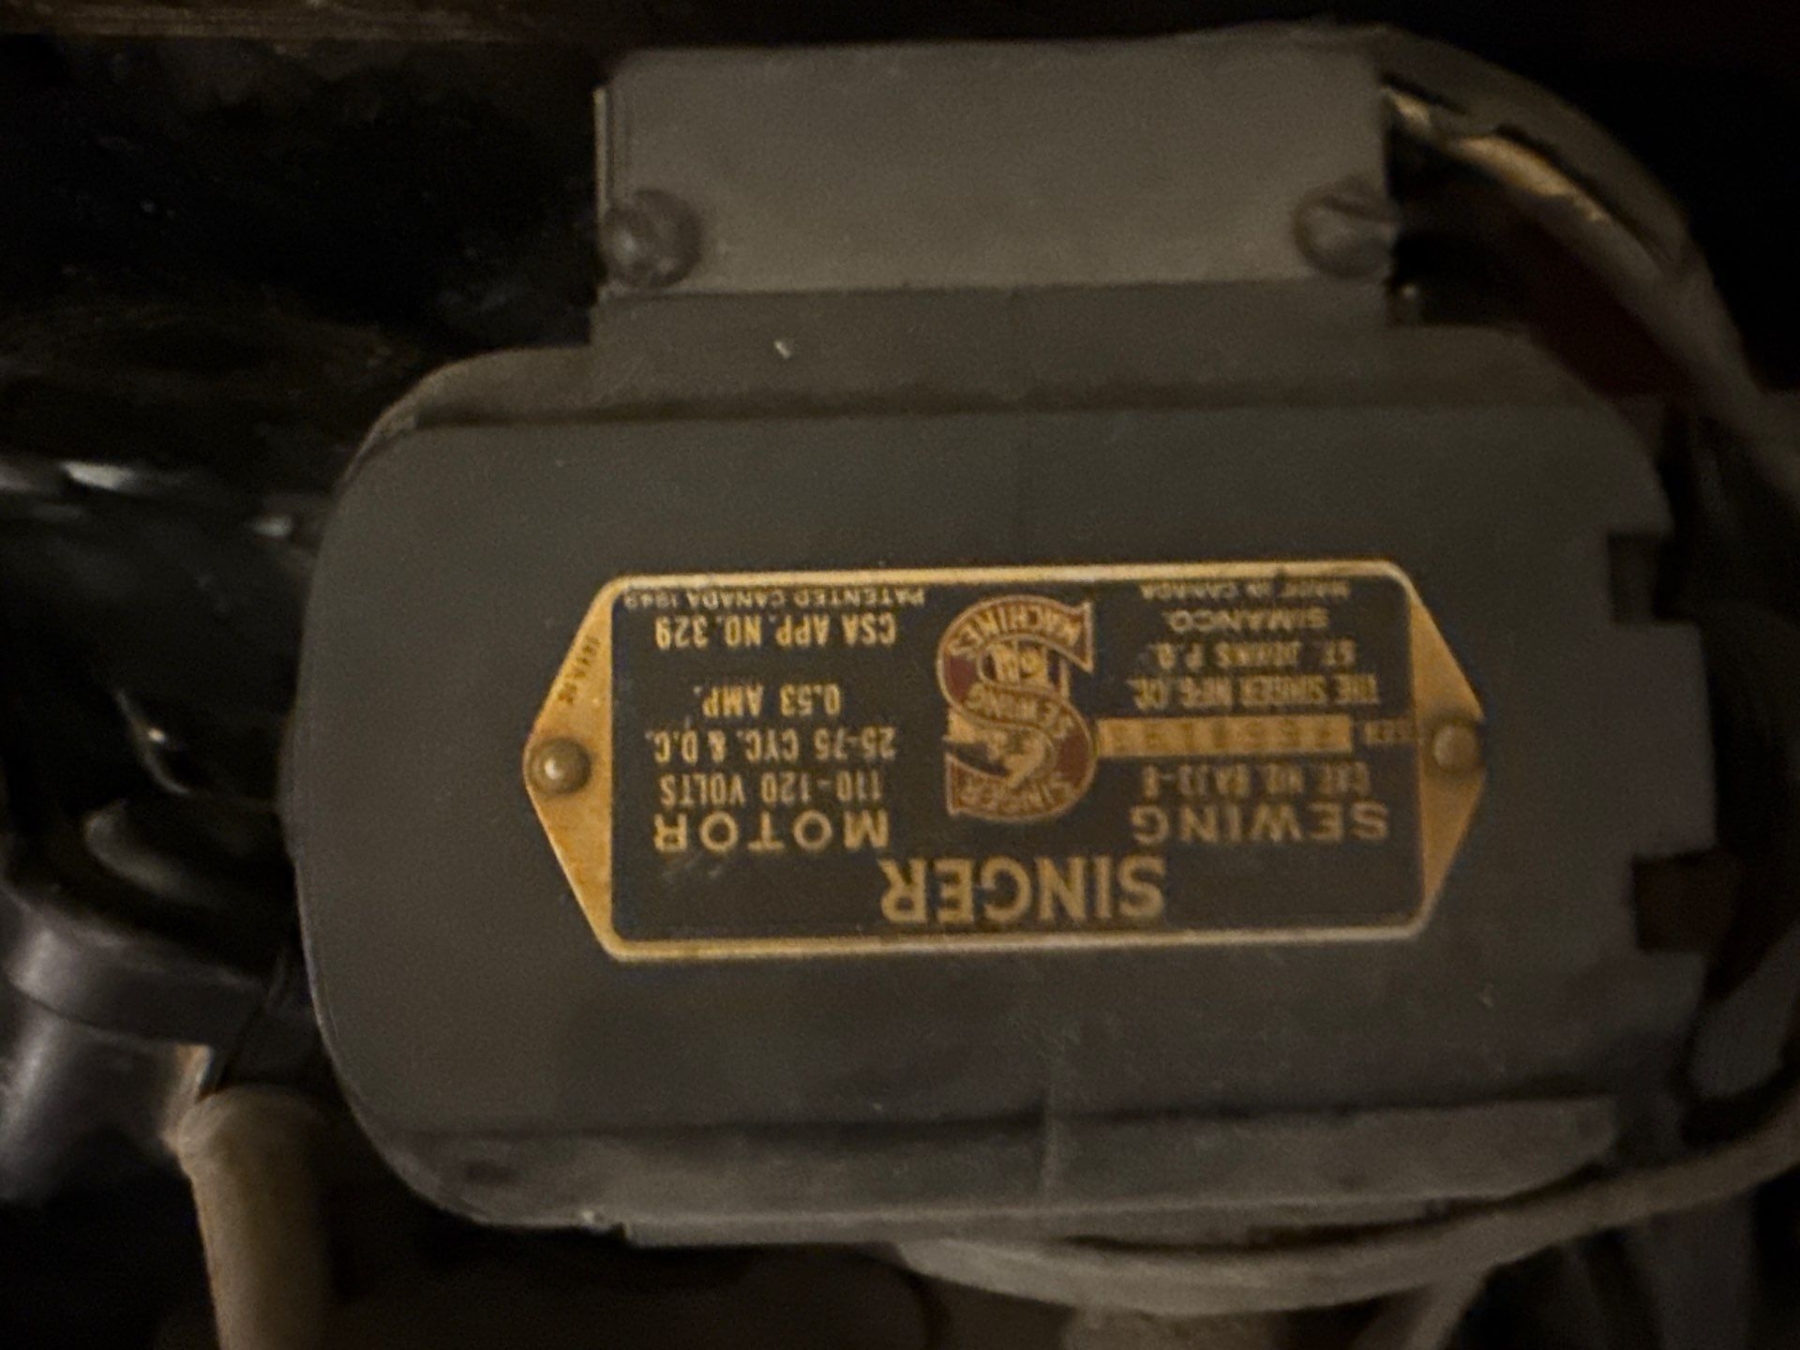 SINGER
SEWING MOTOR
CAT. NO. BA33-8
THE SINGER MFG. CO.
ST. JOHNS P.Q.
SIMANCO.
MADE IN CANADA
SINGER
SEWING
MACHINES
110-120 VOLTS
25-75 CYC. & D.C.
0.53 AMP.
CSA APP. NO. 329
PATENTED CANADA 1949